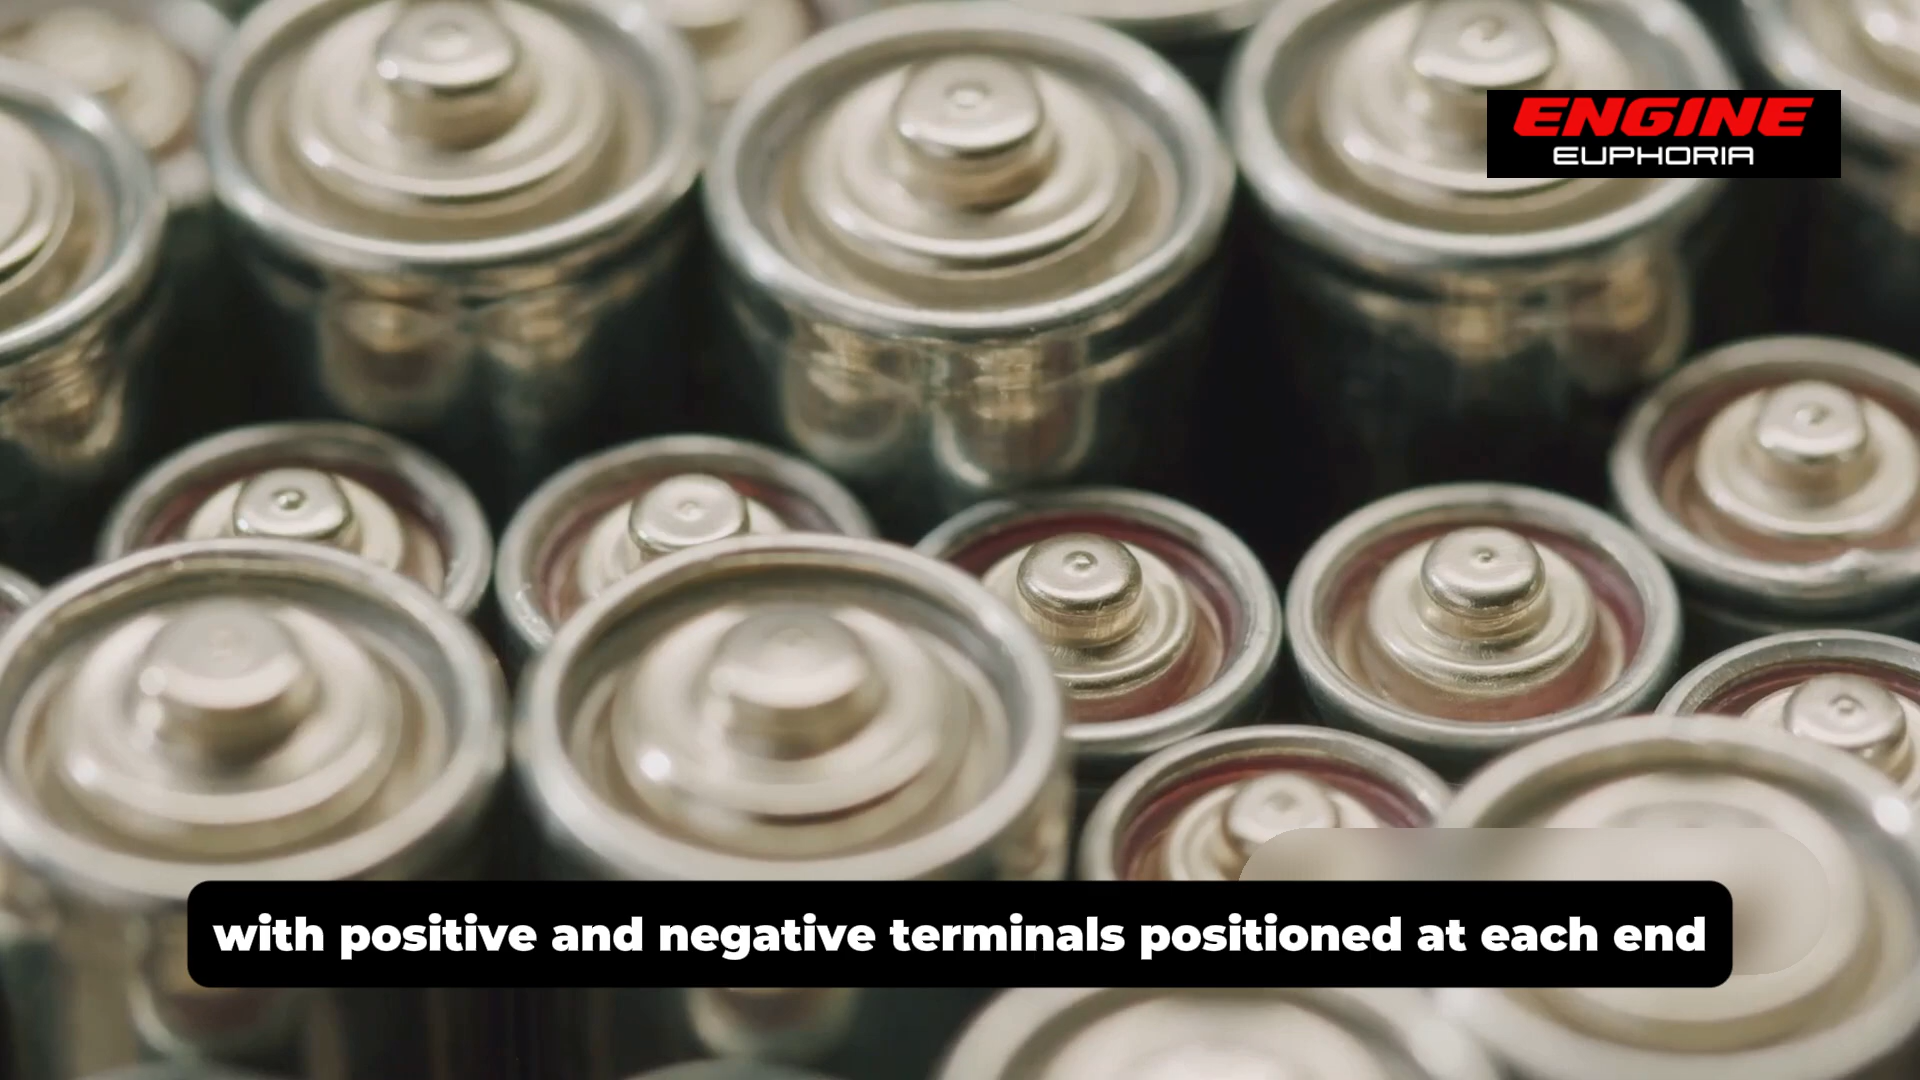 ENGINE
EUPHORIA
with positive and negative terminals positioned at each end